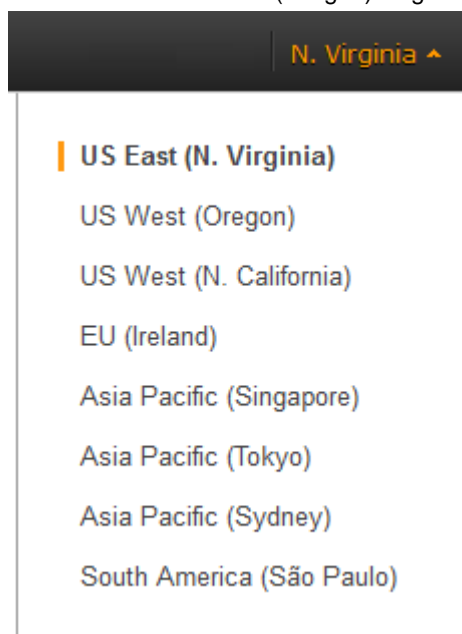 N. Virginia
US East (N. Virginia)
US West (Oregon)
US West (N. California)
EU (Ireland)
Asia Pacific (Singapore)
Asia Pacific (Tokyo)
Asia Pacific (Sydney)
South America (São Paulo)